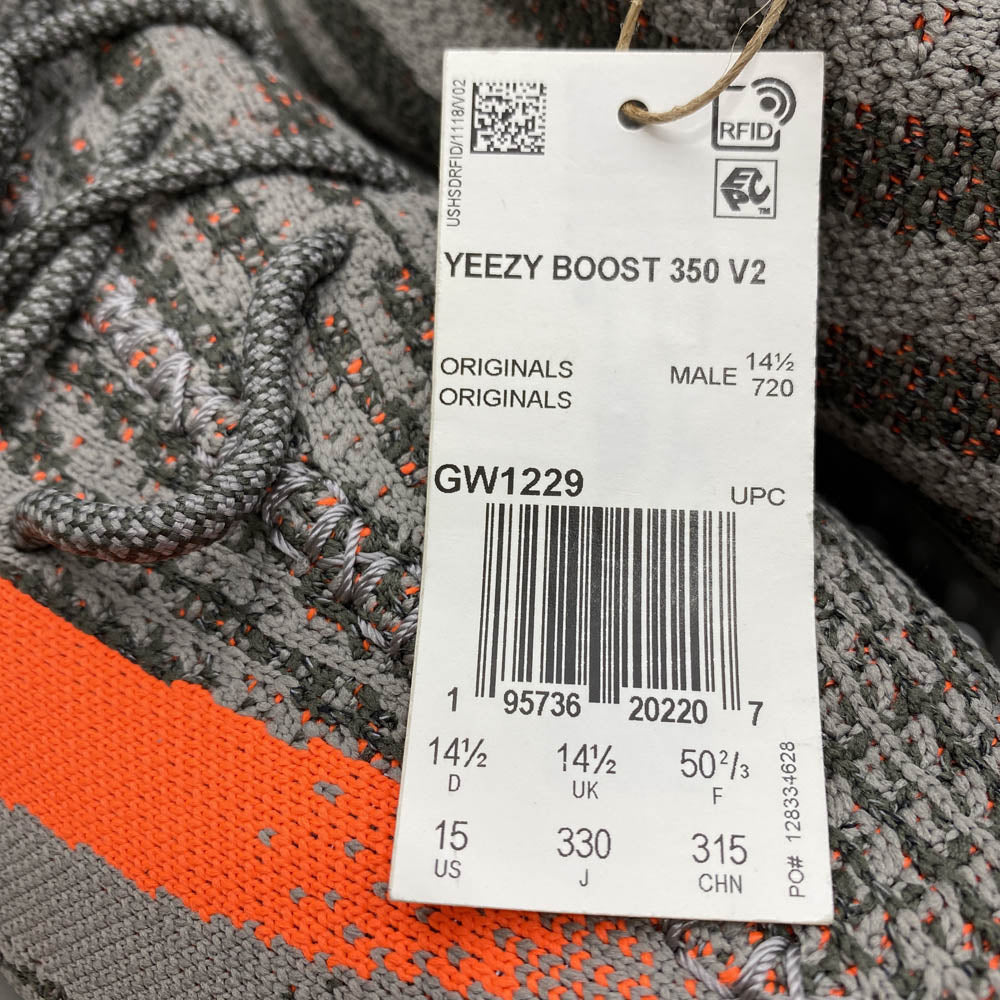 USHSDRFID/1118/V02
RFID
EPC™
YEEZY BOOST 350 V2
ORIGINALS
ORIGINALS
MALE 14½
720
GW1229
UPC
1 95736 20220 7
14½ 14½ 50²/₃
D UK F
15 330 315
US J CHN
PO# 128334628